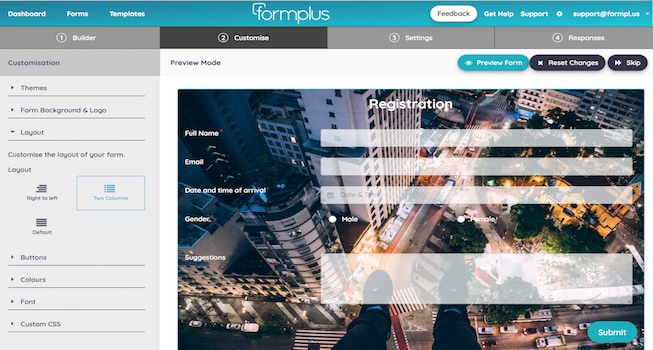 Dashboard Forms Templates formplus Feedback Get Help Support support@formpl.us
1 Builder 2 Customise 3 Settings 4 Responses
Customisation Preview Mode Preview Form Reset Changes Skip
Themes
Form Background & Logo
Layout
Customise the layout of your form.
Layout
Right to left Two Columns
Default
Buttons
Colours
Font
Custom CSS
Registration
Full Name *
Email
Date and time of arrival Date & Time
Gender. Male Female
Suggestions
Submit